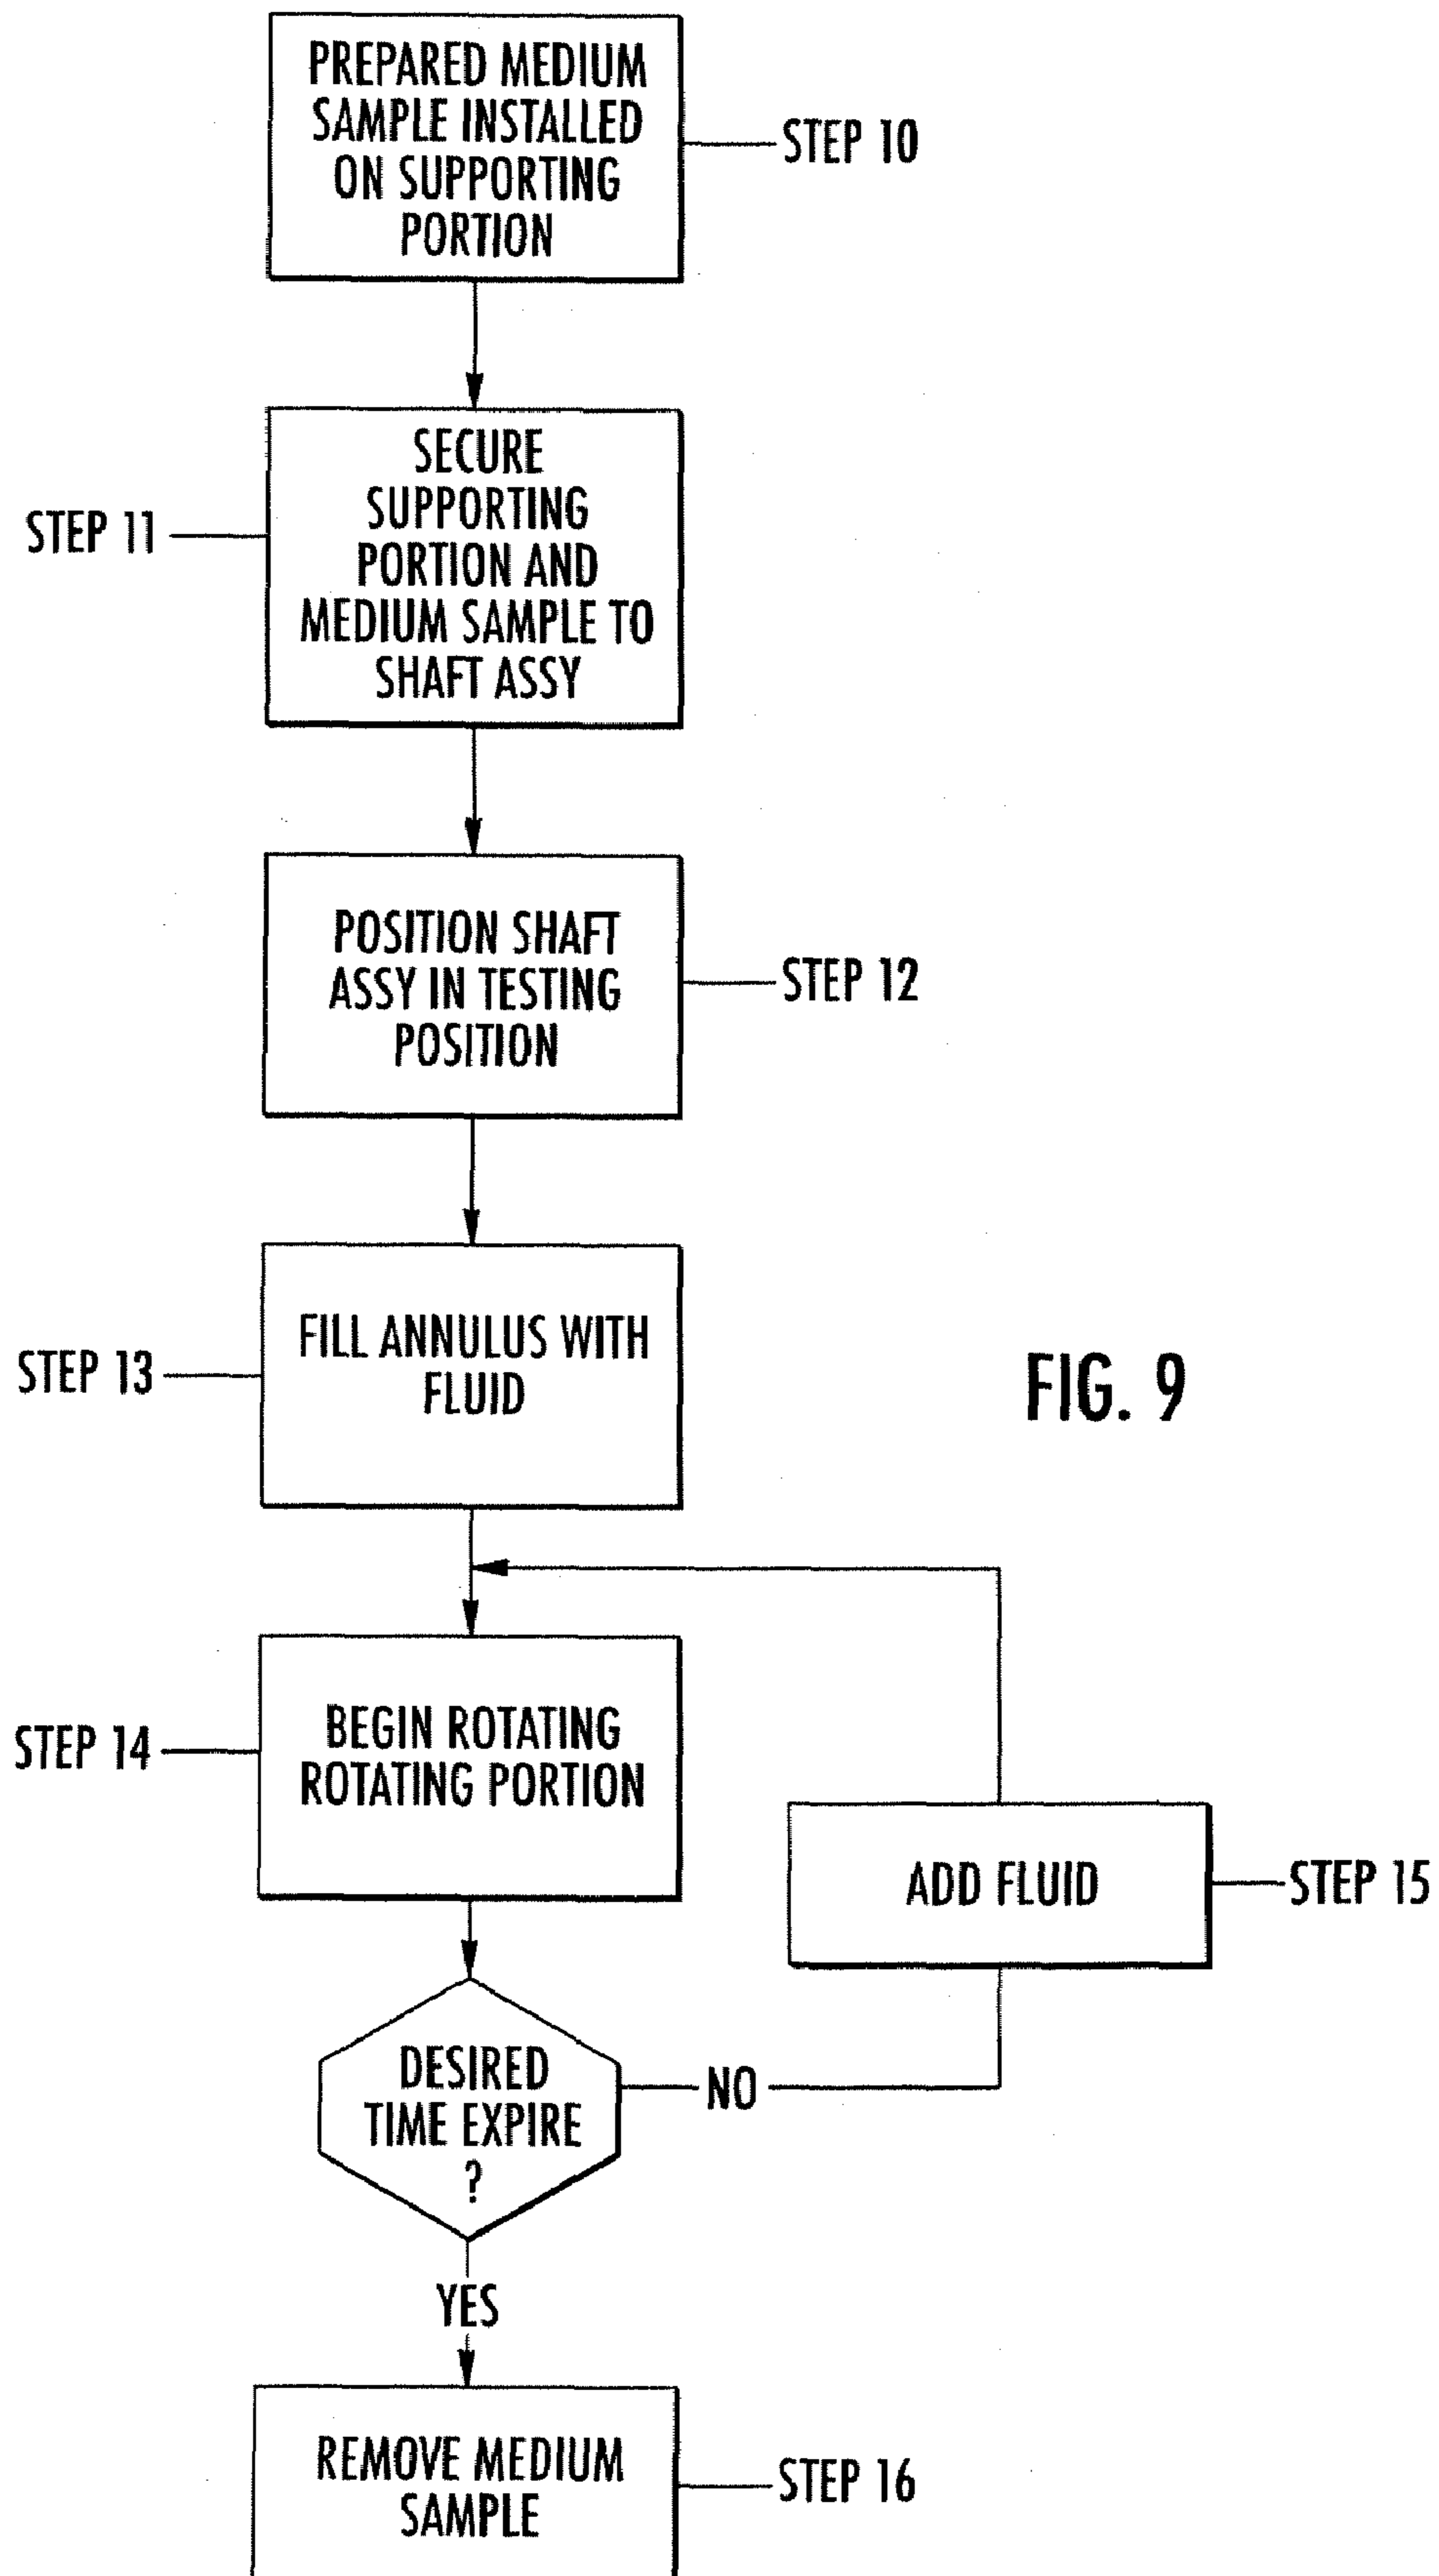 PREPARED MEDIUM
SAMPLE INSTALLED
ON SUPPORTING
PORTION
STEP 10
SECURE
SUPPORTING
PORTION AND
MEDIUM SAMPLE TO
SHAFT ASSY
STEP 11
POSITION SHAFT
ASSY IN TESTING
POSITION
STEP 12
FILL ANNULUS WITH
FLUID
STEP 13
FIG. 9
BEGIN ROTATING
ROTATING PORTION
STEP 14
ADD FLUID
STEP 15
DESIRED
TIME EXPIRE
?
NO
YES
REMOVE MEDIUM
SAMPLE
STEP 16